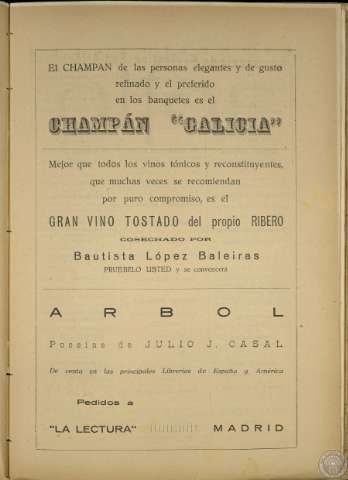 El CHAMPAN de las personas elegantes y de gusto
refinado y el preferido
en los banquetes es el
CHAMPÁN "GALICIA"
Mejor que todos los vinos tónicos y reconstituyentes,
que muchas veces se recomiendan
por puro compromiso, es el
GRAN VINO TOSTADO del propio RIBERO
COSECHADO POR
Bautista López Baleiras
PRUEBELO USTED y se convencerá
ARBOL
Poesías de JULIO J. CASAL
De venta en las principales Librerías de España y América
Pedidos a
"LA LECTURA" MADRID